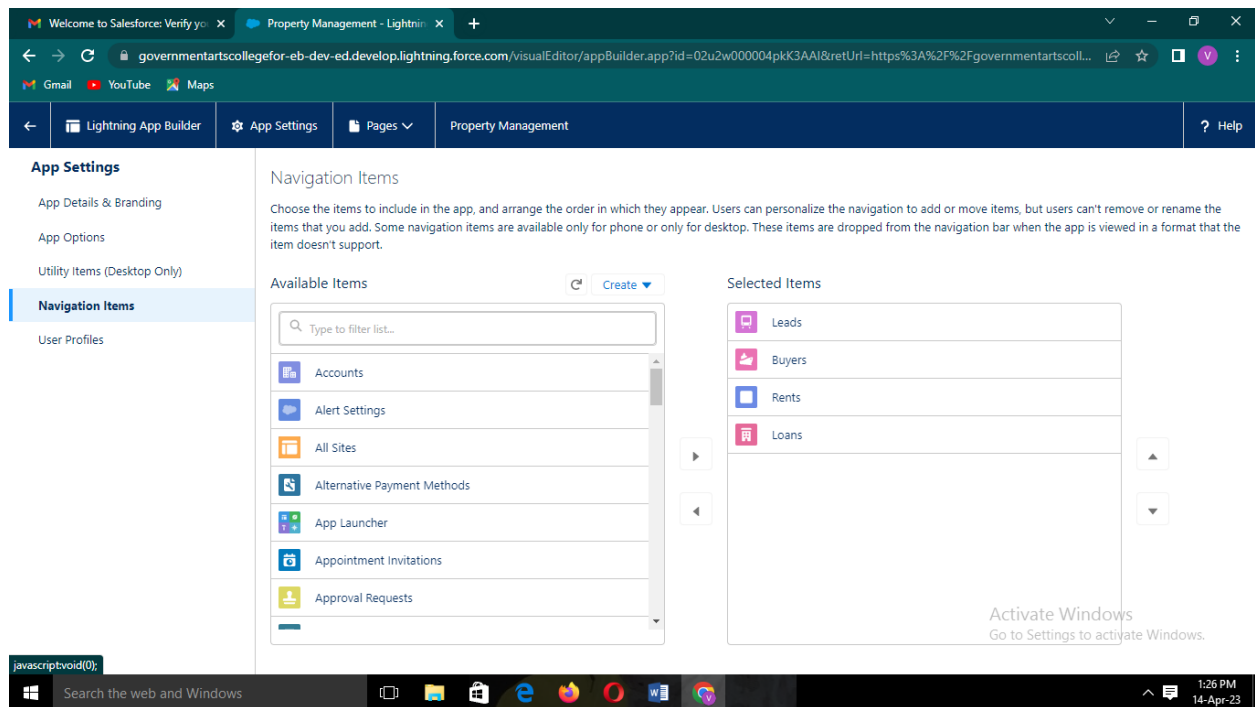 Welcome to Salesforce: Verify yo
Property Management - Lightnin
governmentartscollegefor-eb-dev-ed.develop.lightning.force.com/visualEditor/appBuilder.app?id=02u2w000004pkK3AAI&retUrl=https%3A%2F%2Fgovernmentartscoll...
V
Gmail
YouTube
Maps
Lightning App Builder
App Settings
Pages
Property Management
? Help
App Settings
App Details & Branding
App Options
Utility Items (Desktop Only)
Navigation Items
User Profiles
Navigation Items
Choose the items to include in the app, and arrange the order in which they appear. Users can personalize the navigation to add or move items, but users can't remove or rename the
items that you add. Some navigation items are available only for phone or only for desktop. These items are dropped from the navigation bar when the app is viewed in a format that the
item doesn't support.
Available Items
Create
Type to filter list...
Accounts
Alert Settings
All Sites
Alternative Payment Methods
App Launcher
Appointment Invitations
Approval Requests
Selected Items
Leads
Buyers
Rents
Loans
Activate Windows
Go to Settings to activate Windows.
javascript:void(0);
Search the web and Windows
1:26 PM
14-Apr-23